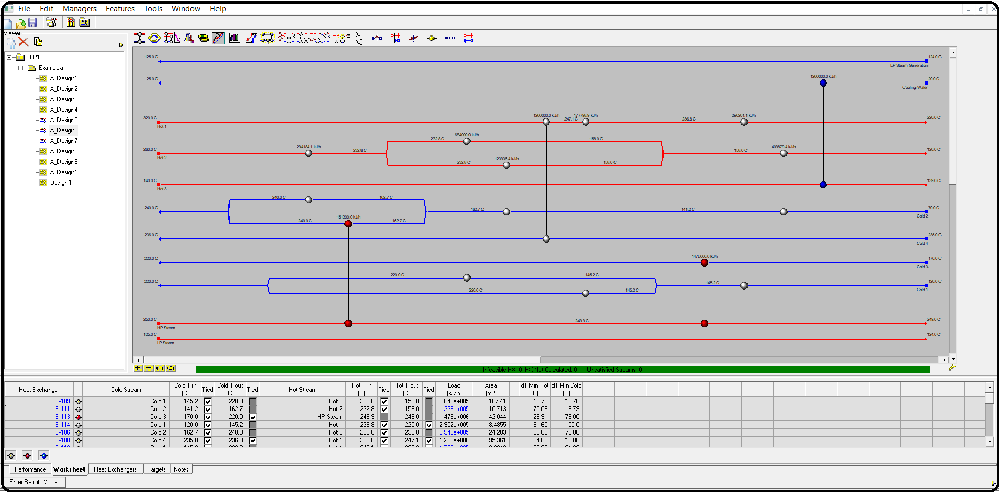 File Edit Managers Features Tools Window Help
Viewer
HIP1
Examplea
A_Design1
A_Design2
A_Design3
A_Design4
A_Design5
A_Design6
A_Design7
A_Design8
A_Design9
A_Design10
Design 1
125.0 C 124.0 C
LP Steam Generation
1260000.0 kJ/h
25.0 C 20.0 C
Cooling Water
1260000.0 kJ/h 177798.9 kJ/h 290201.1 kJ/h
320.0 C 247.1 C 236.8 C 220.0 C
Hot 1
684000.0 kJ/h
232.8 C 158.0 C
294184.1 kJ/h 409879.4 kJ/h
260.0 C 232.8 C 158.0 C 120.0 C
Hot 2
123936.4 kJ/h
232.8 C 158.0 C
140.0 C 139.0 C
Hot 3
240.0 C 162.7 C
240.0 C 162.7 C 141.2 C 70.0 C
Cold 2
151200.0 kJ/h
240.0 C 162.7 C
236.0 C 235.0 C
Cold 4
1476000.0 kJ/h
220.0 C 170.0 C
Cold 3
220.0 C 145.2 C
220.0 C 145.2 C 120.0 C
Cold 1
220.0 C 145.2 C
250.0 C 249.9 C 249.0 C
HP Steam
125.0 C 124.0 C
LP Steam
Infeasible HX: 0, HX Not Calculated: 0 Unsatisfied Streams: 0
Heat Exchanger Cold Stream Cold T in [C] Tied Cold T out [C] Tied Hot Stream Hot T in [C] Tied Hot T out [C] Tied Load [kJ/h] Area [m2] dT Min Hot [C] dT Min Cold [C]
E-109 Cold 1 145.2 220.0 Hot 2 232.8 158.0 6.840e+005 187.41 12.76 12.76
E-111 Cold 2 141.2 162.7 Hot 2 232.8 158.0 1.239e+005 10.713 70.08 16.79
E-113 Cold 3 170.0 220.0 HP Steam 249.9 249.0 1.476e+006 42.044 29.91 79.00
E-114 Cold 1 120.0 145.2 Hot 1 236.8 220.0 2.902e+005 8.4855 91.60 100.0
E-106 Cold 2 162.7 240.0 Hot 2 260.0 232.8 2.942e+005 24.203 20.00 70.08
E-108 Cold 4 235.0 236.0 Hot 1 320.0 247.1 1.260e+006 95.361 84.00 12.08
Performance Worksheet Heat Exchangers Targets Notes
Enter Retrofit Mode